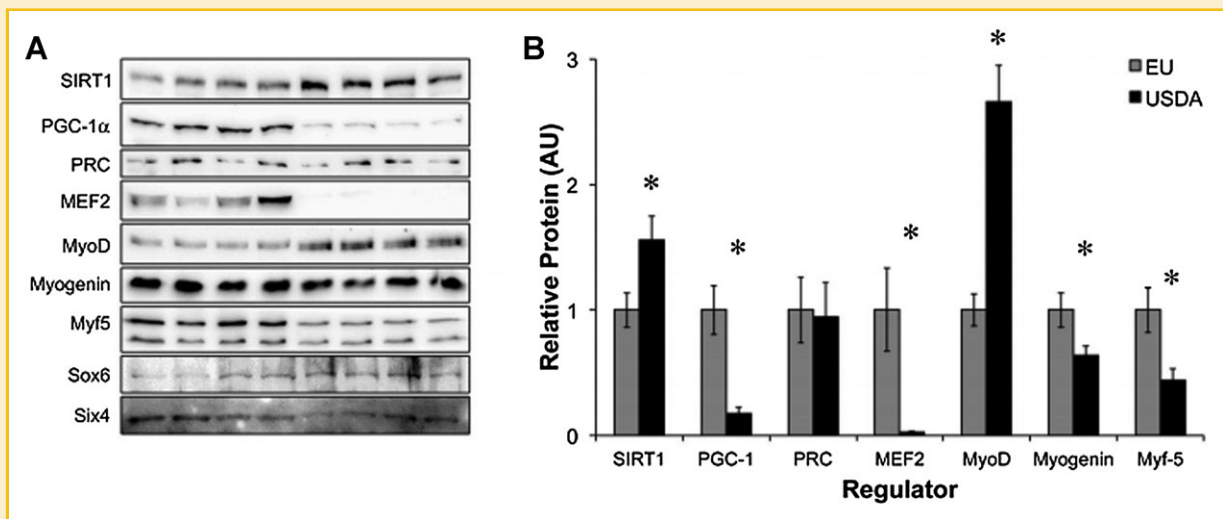 A
SIRT1
PGC-1α
PRC
MEF2
MyoD
Myogenin
Myf5
Sox6
Six4
B
Relative Protein (AU)
3
2
1
0
*
*
*
*
*
*
EU
USDA
SIRT1 PGC-1 PRC MEF2 MyoD Myogenin Myf-5
Regulator